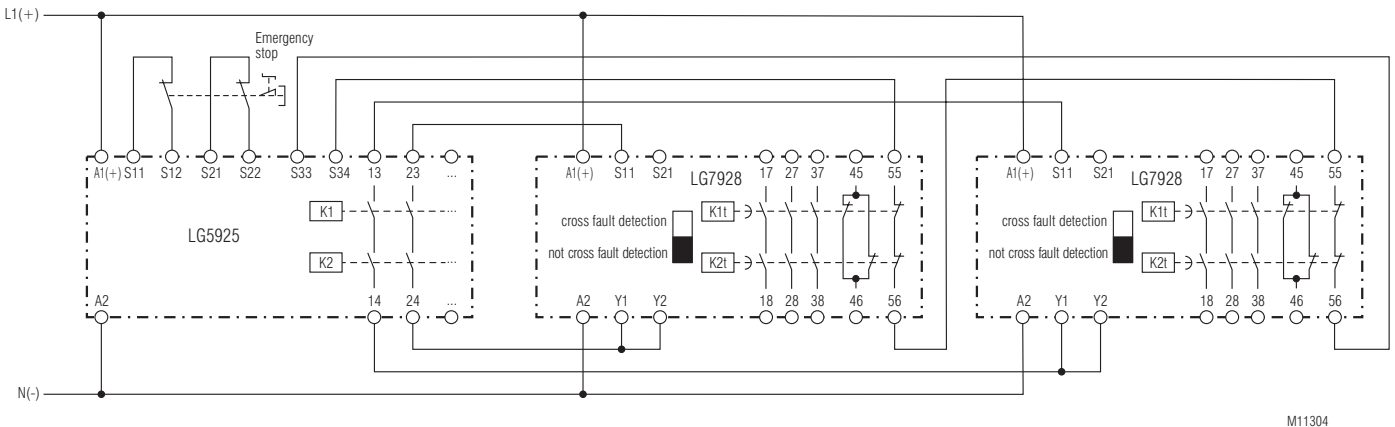 L1(+)
Emergency
stop
A1(+) S11 S12 S21 S22 S33 S34 13 23 ...
A1(+) S11 S21 17 27 37 45 55
A1(+) S11 S21 17 27 37 45 55
LG7928
LG7928
K1 ...
cross fault detection K1t
cross fault detection K1t
LG5925
K2 ...
not cross fault detection K2t
not cross fault detection K2t
A2 14 24 ...
A2 Y1 Y2 18 28 38 46 56
A2 Y1 Y2 18 28 38 46 56
N(-)
M11304